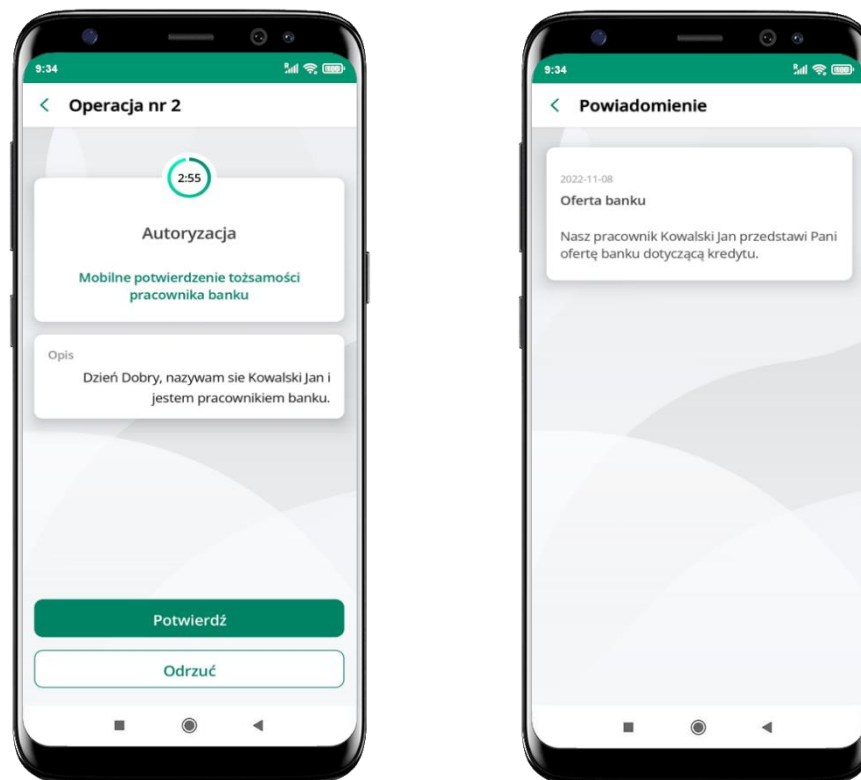 9:34
Operacja nr 2
2:55
Autoryzacja
Mobilne potwierdzenie tożsamości
pracownika banku
Opis
Dzień Dobry, nazywam sie Kowalski Jan i
jestem pracownikiem banku.
Potwierdź
Odrzuć
9:34
Powiadomienie
2022-11-08
Oferta banku
Nasz pracownik Kowalski Jan przedstawi Pani
ofertę banku dotyczącą kredytu.